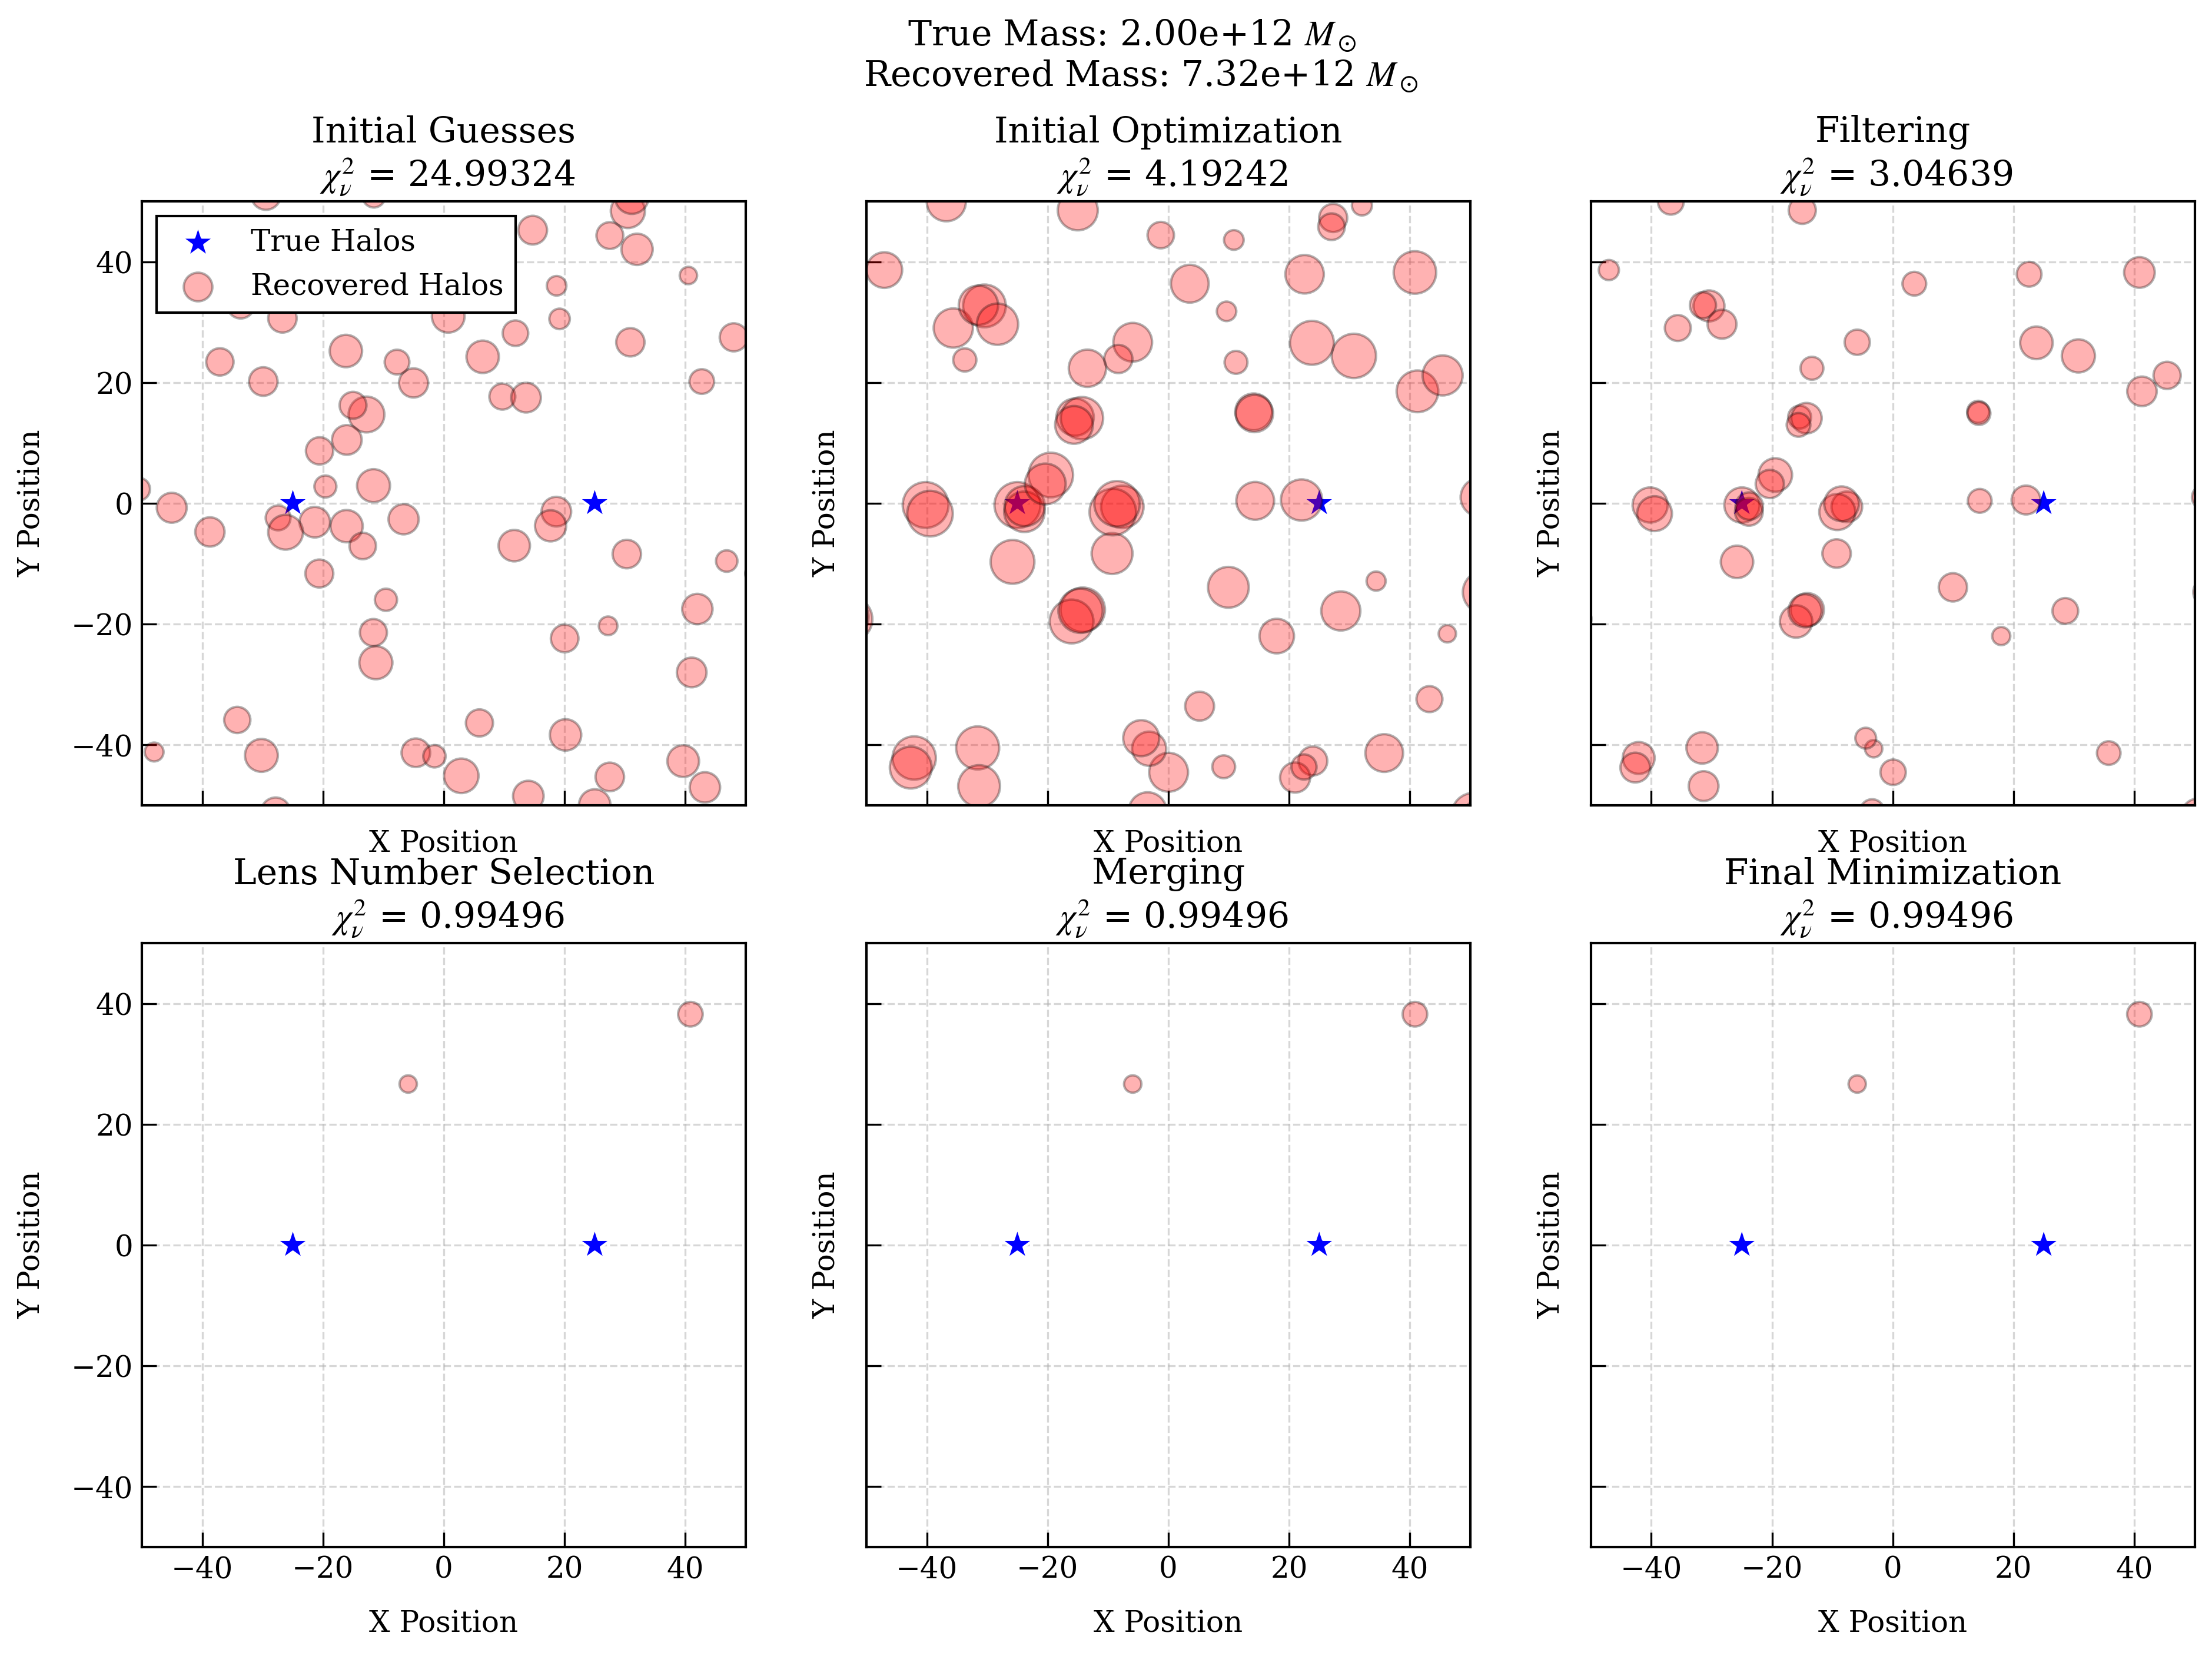 True Mass: 2.00e+12 M⊙
Recovered Mass: 7.32e+12 M⊙
Initial Guesses
χ²ν = 24.99324
Initial Optimization
χ²ν = 4.19242
Filtering
χ²ν = 3.04639
True Halos
Recovered Halos
40
20
0
−20
−40
Y Position
X Position
Y Position
X Position
Y Position
X Position
Lens Number Selection
χ²ν = 0.99496
Merging
χ²ν = 0.99496
Final Minimization
χ²ν = 0.99496
40
20
0
−20
−40
Y Position
−40 −20 0 20 40
X Position
Y Position
−40 −20 0 20 40
X Position
Y Position
−40 −20 0 20 40
X Position